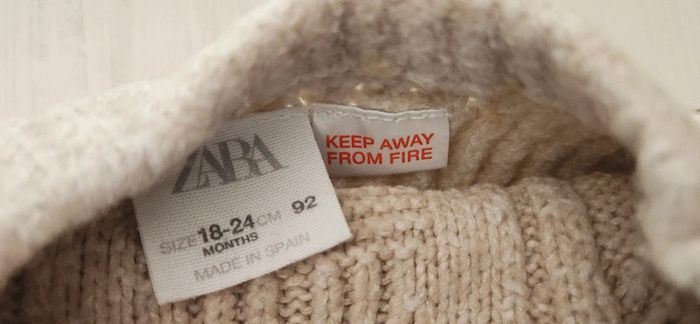 ZARA
SIZE 18-24 CM 92
MONTHS
MADE IN SPAIN
KEEP AWAY
FROM FIRE